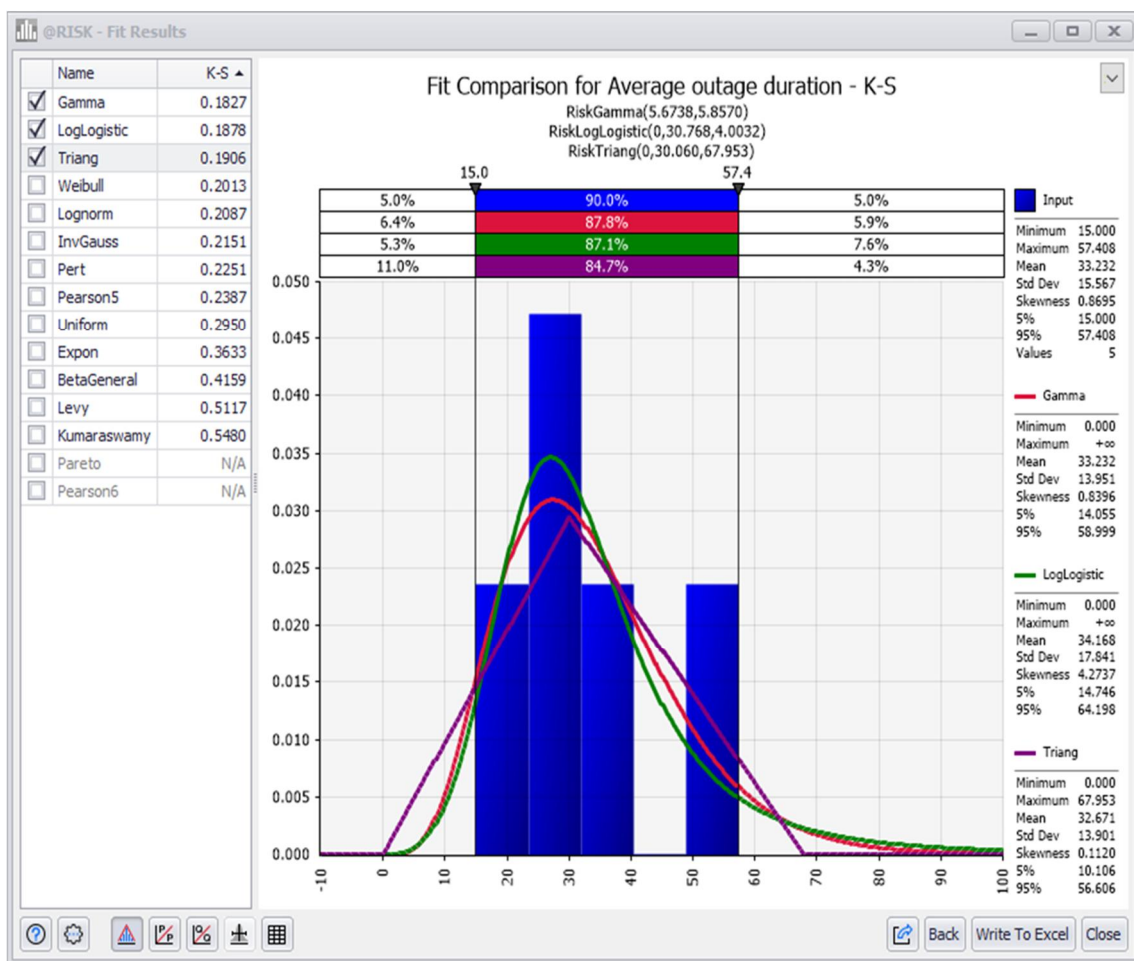 @RISK - Fit Results
Name K-S
Gamma 0.1827
LogLogistic 0.1878
Triang 0.1906
Weibull 0.2013
Lognorm 0.2087
InvGauss 0.2151
Pert 0.2251
Pearson5 0.2387
Uniform 0.2950
Expon 0.3633
BetaGeneral 0.4159
Levy 0.5117
Kumaraswamy 0.5480
Pareto N/A
Pearson6 N/A
Fit Comparison for Average outage duration - K-S
RiskGamma(5.6738,5.8570)
RiskLogLogistic(0,30.768,4.0032)
RiskTriang(0,30.060,67.953)
15.0 57.4
5.0% 90.0% 5.0%
6.4% 87.8% 5.9%
5.3% 87.1% 7.6%
11.0% 84.7% 4.3%
0.050
0.045
0.040
0.035
0.030
0.025
0.020
0.015
0.010
0.005
0.000
-10 0 10 20 30 40 50 60 70 80 90 100
Input
Minimum 15.000
Maximum 57.408
Mean 33.232
Std Dev 15.567
Skewness 0.8695
5% 15.000
95% 57.408
Values 5
Gamma
Minimum 0.000
Maximum +∞
Mean 33.232
Std Dev 13.951
Skewness 0.8396
5% 14.055
95% 58.999
LogLogistic
Minimum 0.000
Maximum +∞
Mean 34.168
Std Dev 17.841
Skewness 4.2737
5% 14.746
95% 64.198
Triang
Minimum 0.000
Maximum 67.953
Mean 32.671
Std Dev 13.901
Skewness 0.1120
5% 10.106
95% 56.606
Back Write To Excel Close